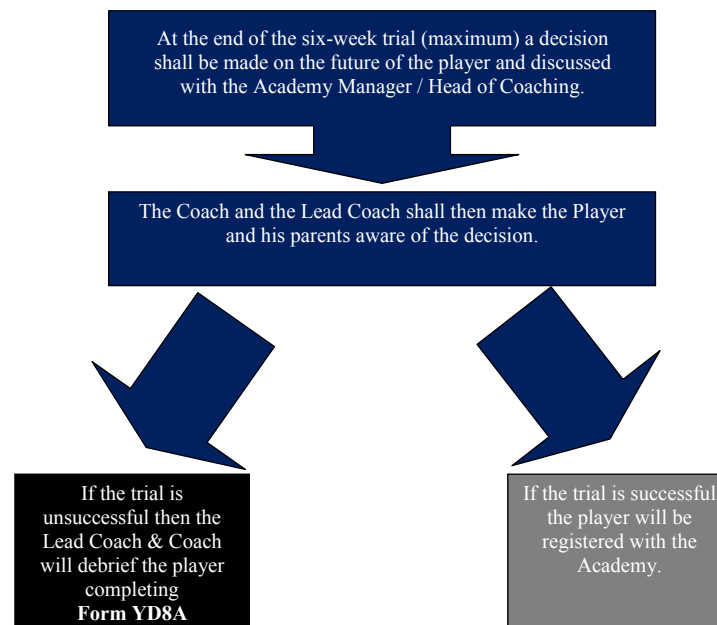 At the end of the six-week trial (maximum) a decision
shall be made on the future of the player and discussed
with the Academy Manager / Head of Coaching.
The Coach and the Lead Coach shall then make the Player
and his parents aware of the decision.
If the trial is
unsuccessful then the
Lead Coach & Coach
will debrief the player
completing
Form YD8A
If the trial is successful
the player will be
registered with the
Academy.